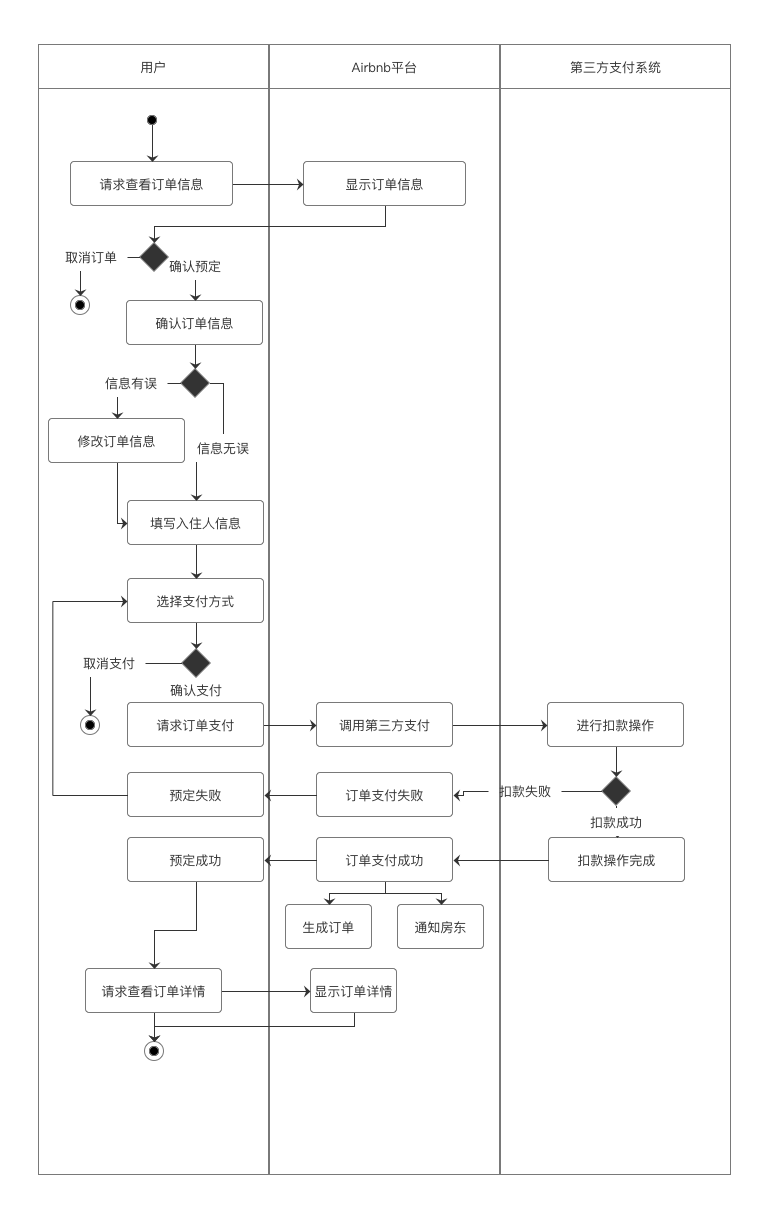 用户
Airbnb平台
第三方支付系统
请求查看订单信息
显示订单信息
取消订单
确认预定
确认订单信息
信息有误
修改订单信息
信息无误
填写入住人信息
选择支付方式
取消支付
确认支付
请求订单支付
调用第三方支付
进行扣款操作
预定失败
订单支付失败
扣款失败
扣款成功
预定成功
订单支付成功
扣款操作完成
生成订单
通知房东
请求查看订单详情
显示订单详情